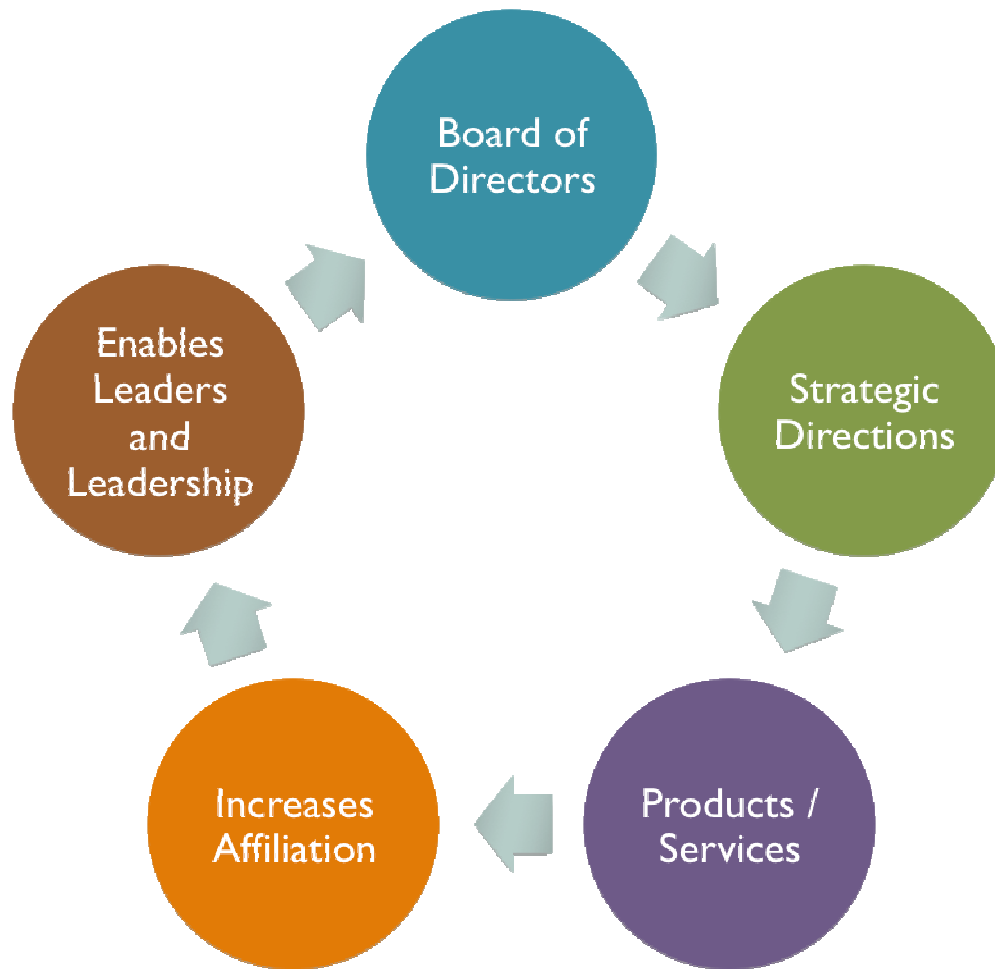 Board of
Directors
Strategic
Directions
Products /
Services
Increases
Affiliation
Enables
Leaders
and
Leadership